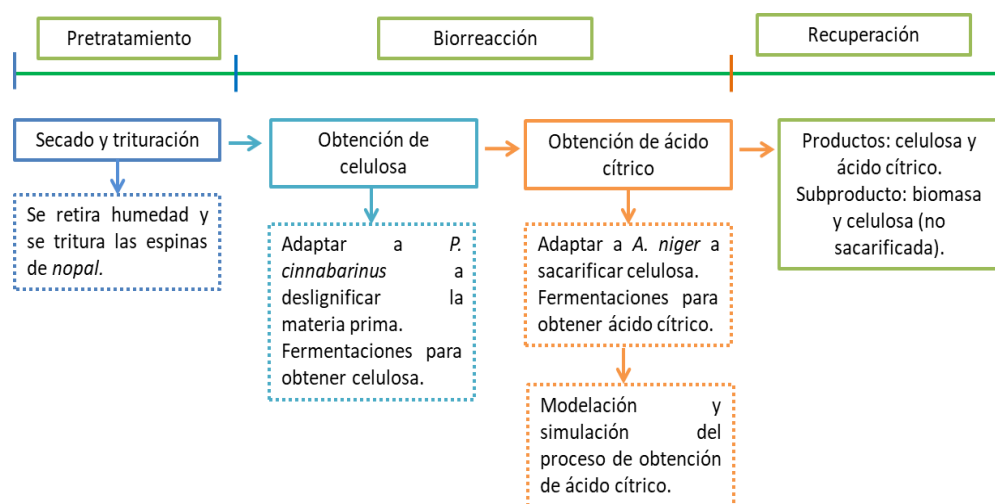 Pretratamiento
Biorreacción
Recuperación
Secado y trituración
Se retira humedad y
se tritura las espinas
de nopal.
Obtención de
celulosa
Adaptar a P.
cinnabarinus a
deslignificar la
materia prima.
Fermentaciones para
obtener celulosa.
Obtención de ácido
cítrico
Adaptar a A. niger a
sacarificar celulosa.
Fermentaciones para
obtener ácido cítrico.
Modelación y
simulación del
proceso de obtención
de ácido cítrico.
Productos: celulosa y
ácido cítrico.
Subproducto: biomasa
y celulosa (no
sacarificada).